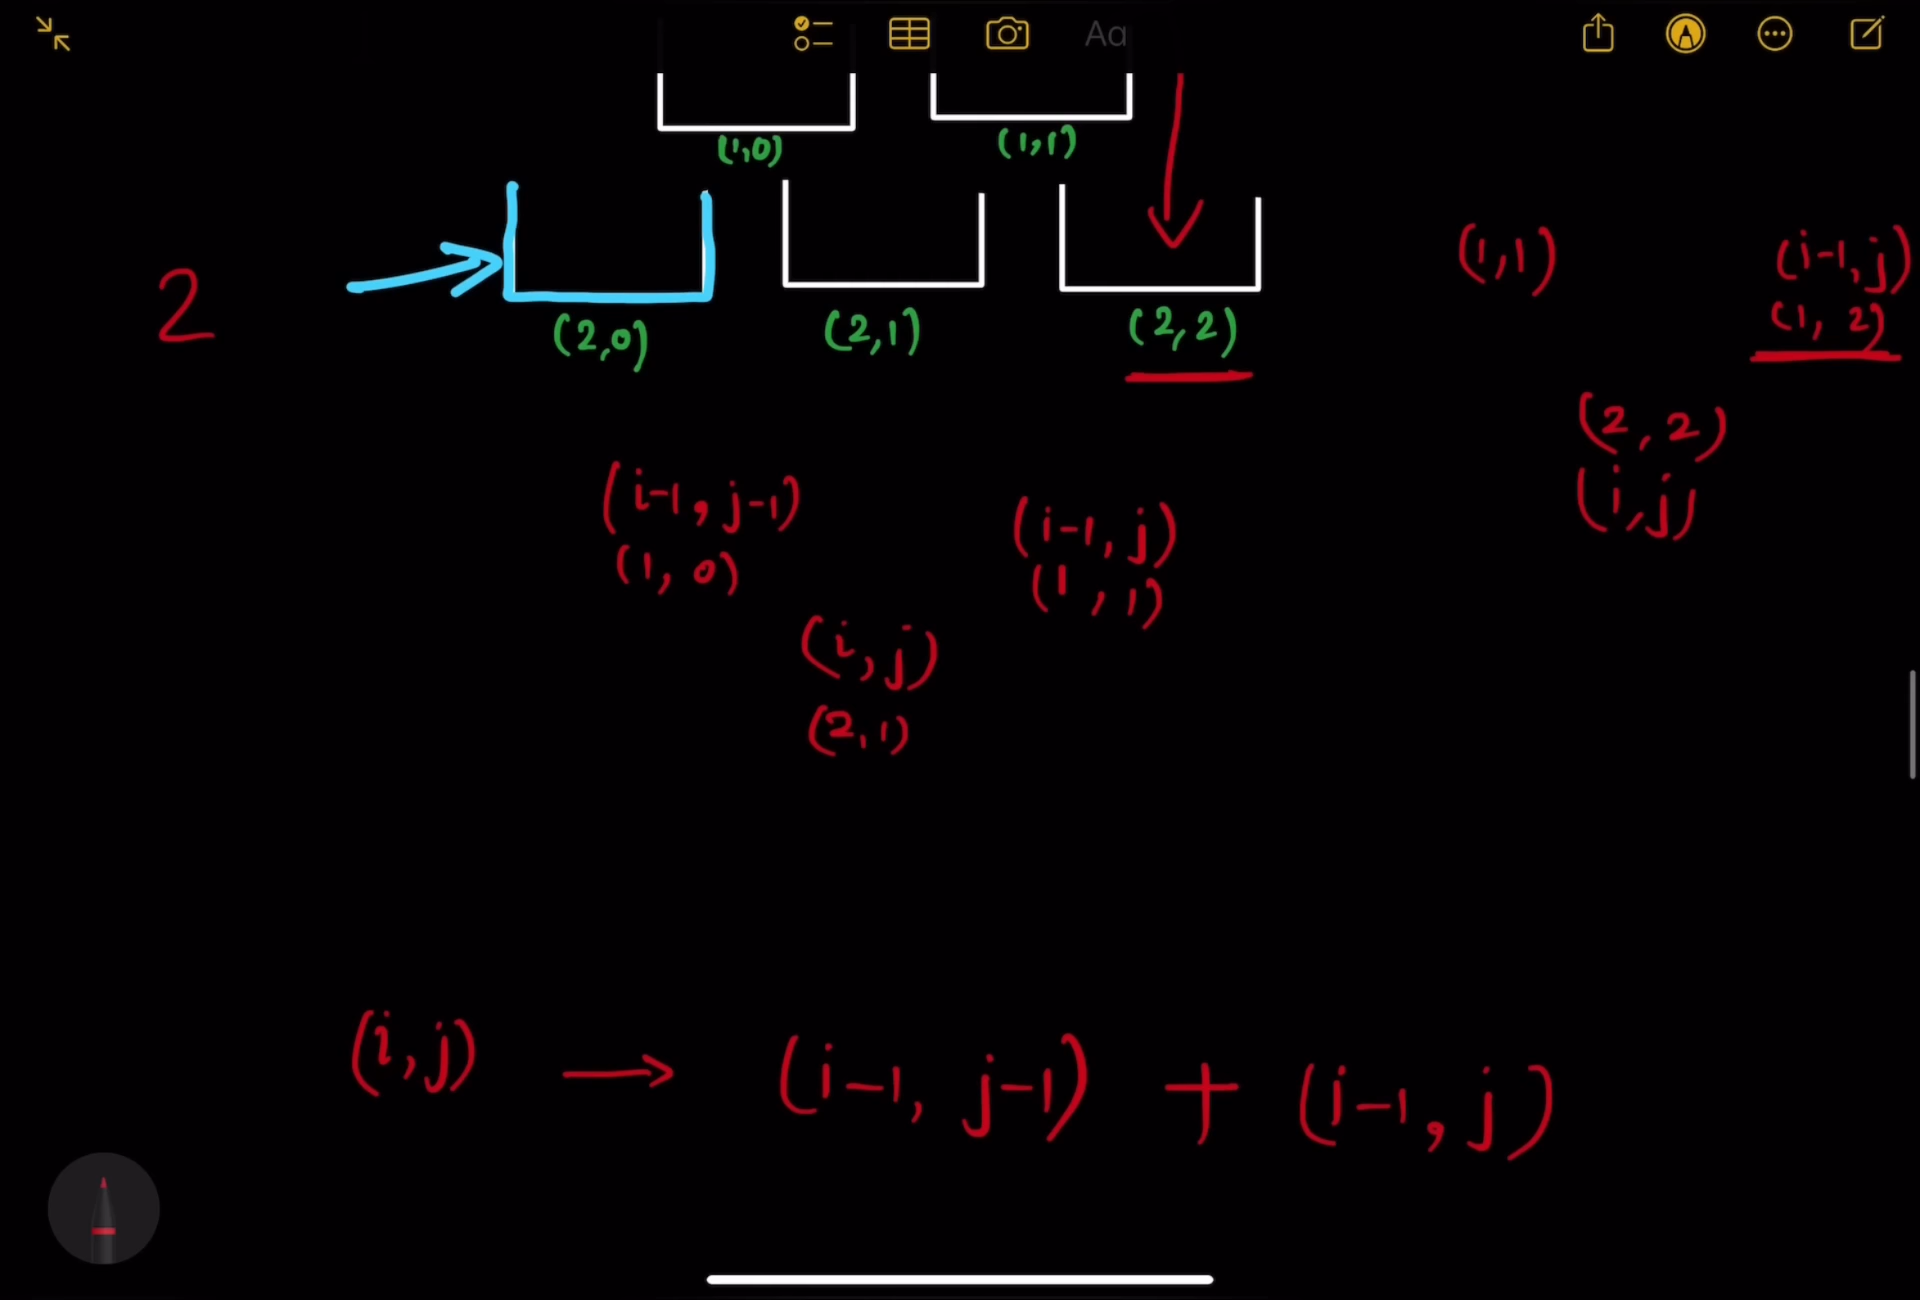 Aa
(1,0) (1,1)
2
(2,0) (2,1) (2,2)
(1,1) (i-1,j)
(1, 2)
(2, 2)
(i,j)
(i-1, j-1) (i-1, j)
(1, 0) (1, 1)
(i,j)
(2,1)
(i,j) → (i-1, j-1) + (i-1, j)